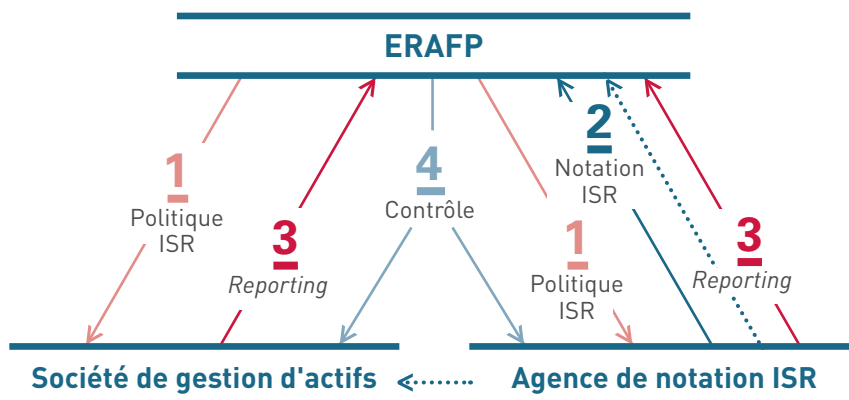 ERAFP
1
Politique
ISR
3
Reporting
4
Contrôle
1
Politique
ISR
2
Notation
ISR
3
Reporting
Société de gestion d'actifs
Agence de notation ISR